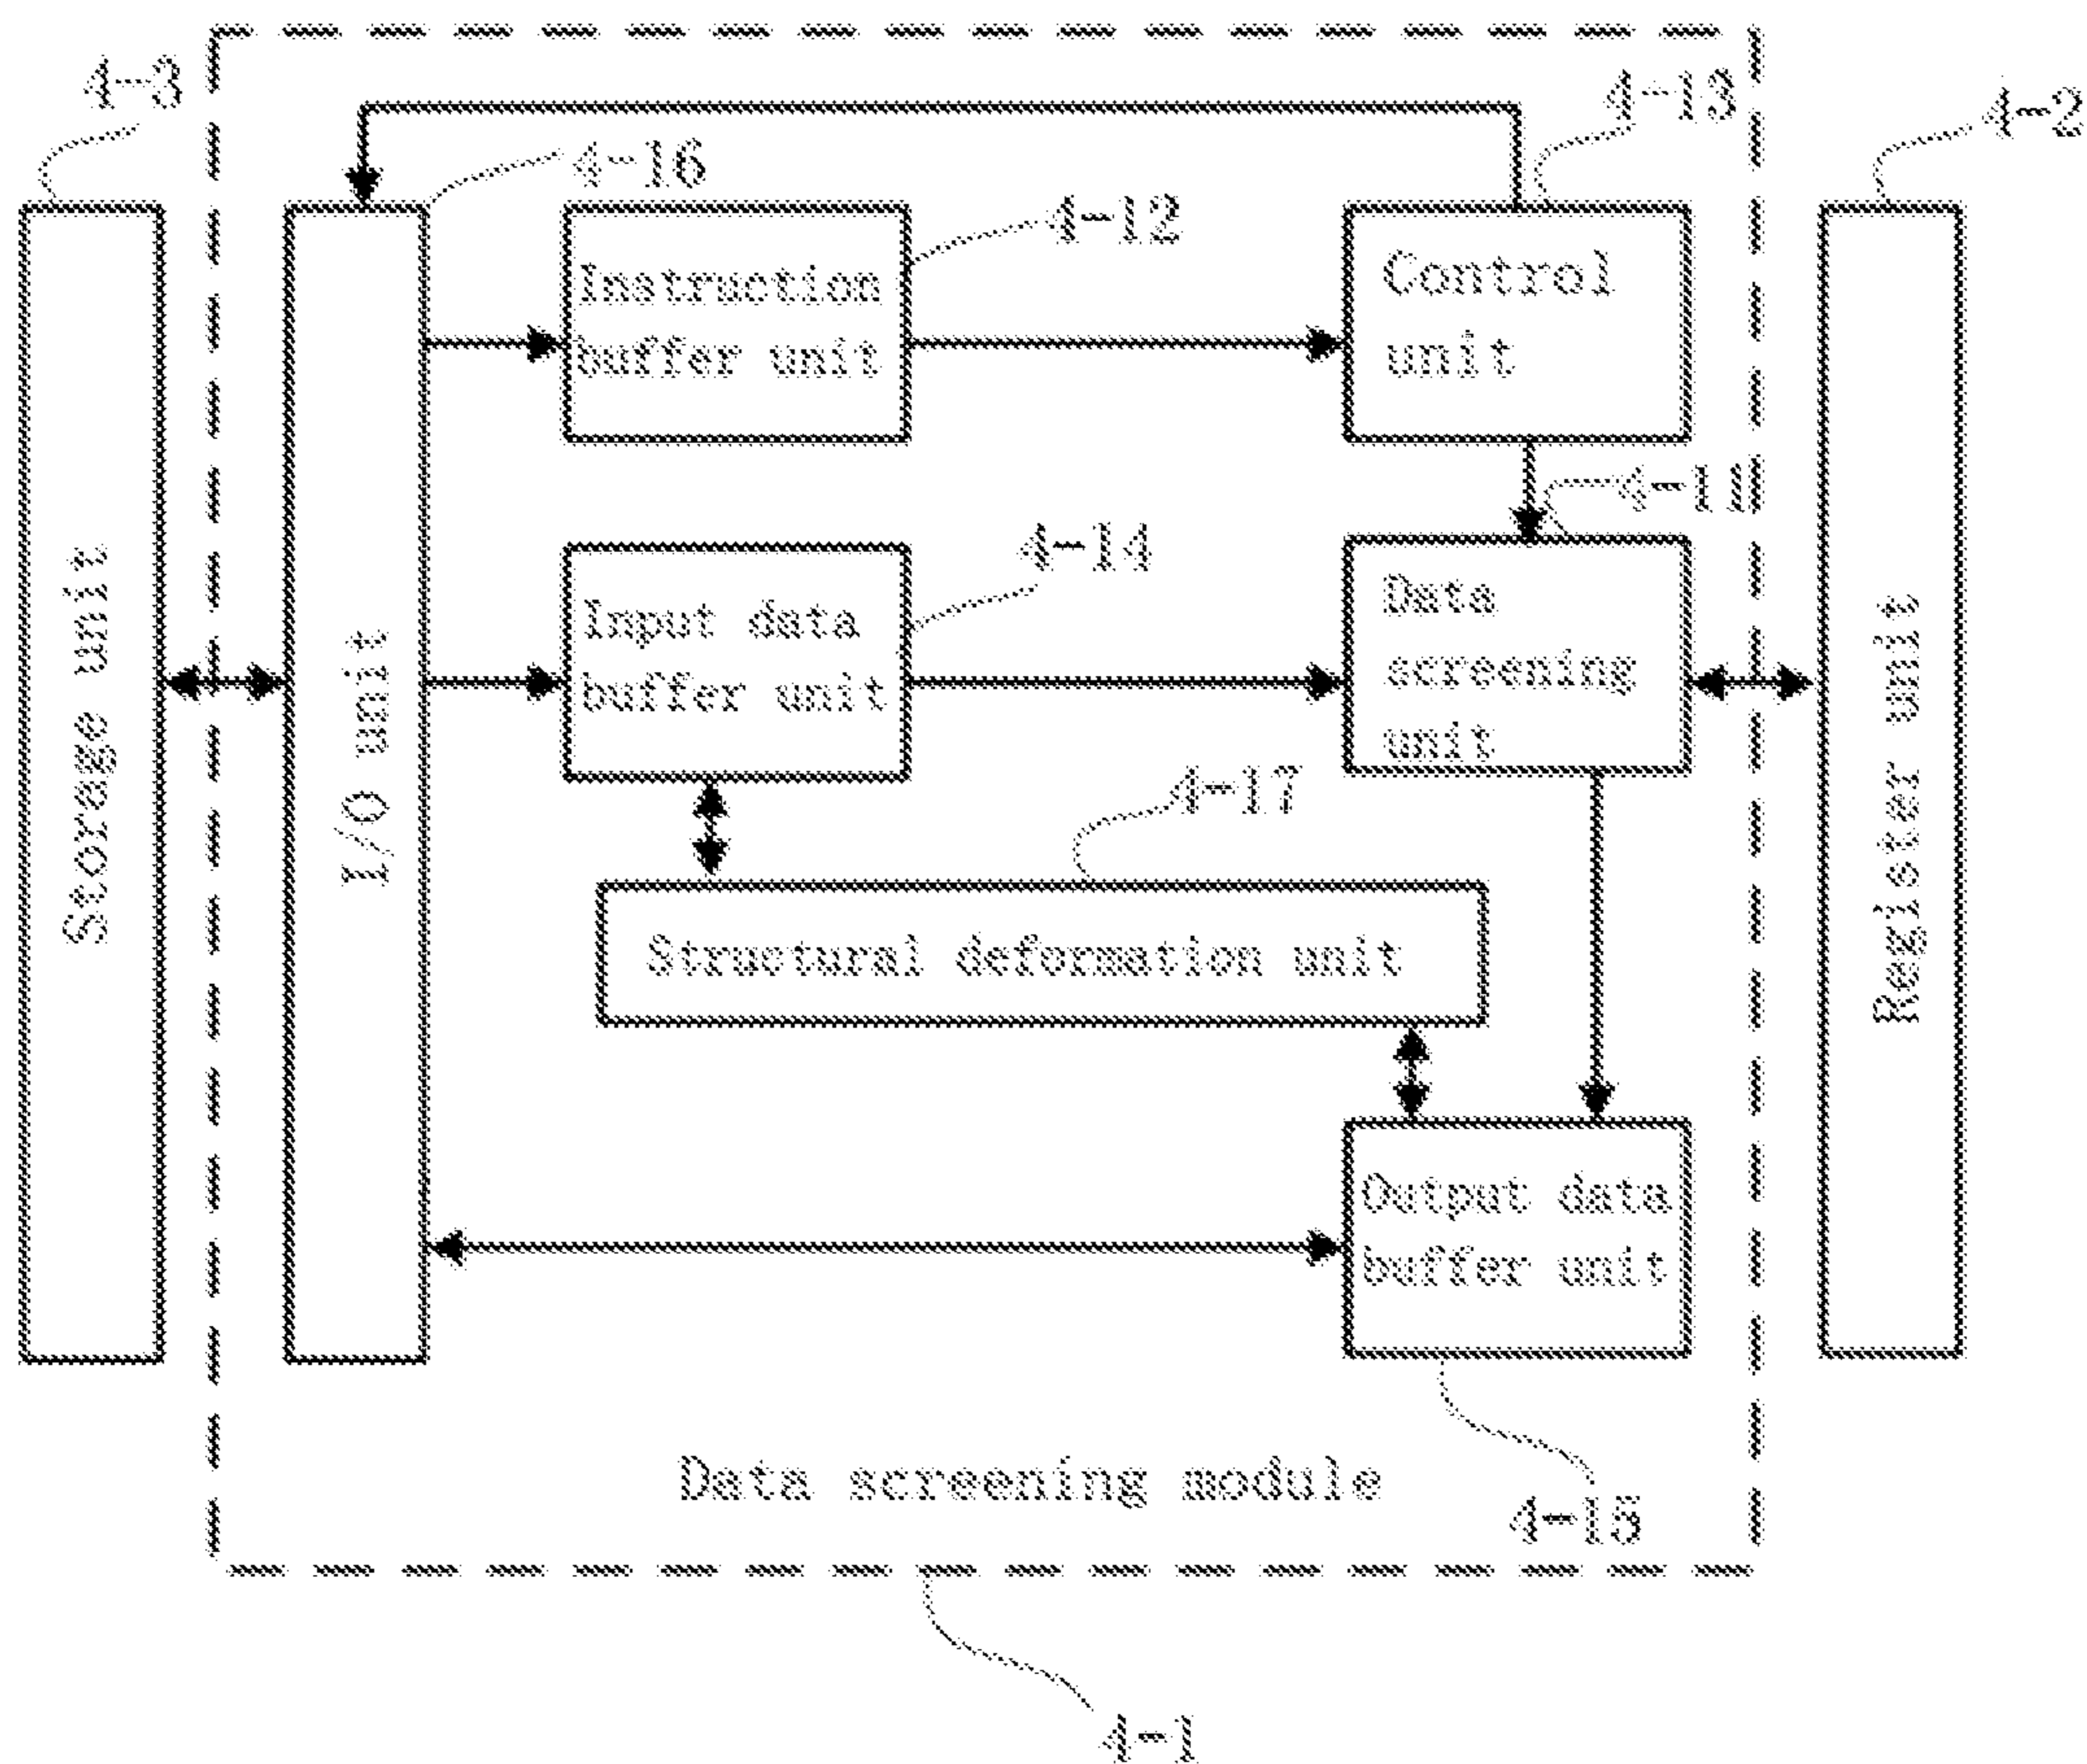 4-3
4-13
4-2
4-16
4-12
Instruction
buffer unit
Control
unit
4-11
4-14
Storage unit
I/O unit
Input data
buffer unit
Data
screening
unit
Register unit
4-17
Structural deformation unit
Output data
buffer unit
Data screening module
4-15
4-1